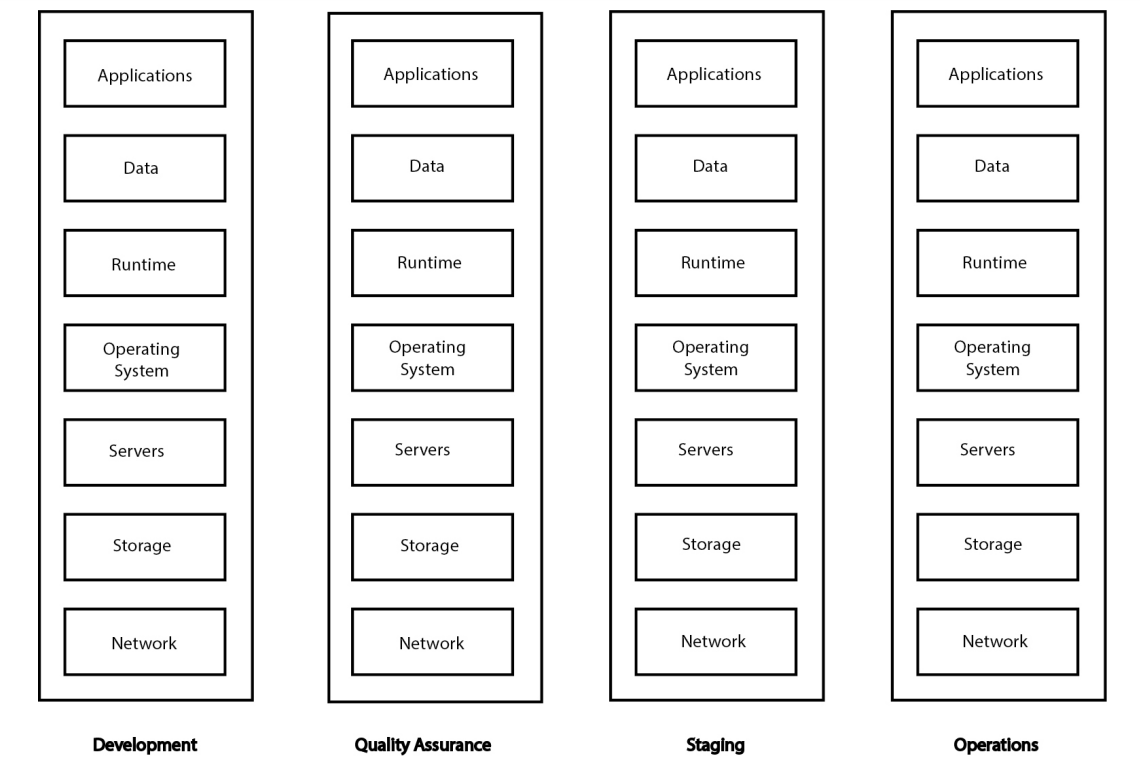 Applications
Data
Runtime
Operating
System
Servers
Storage
Network
Development
Applications
Data
Runtime
Operating
System
Servers
Storage
Network
Quality Assurance
Applications
Data
Runtime
Operating
System
Servers
Storage
Network
Staging
Applications
Data
Runtime
Operating
System
Servers
Storage
Network
Operations